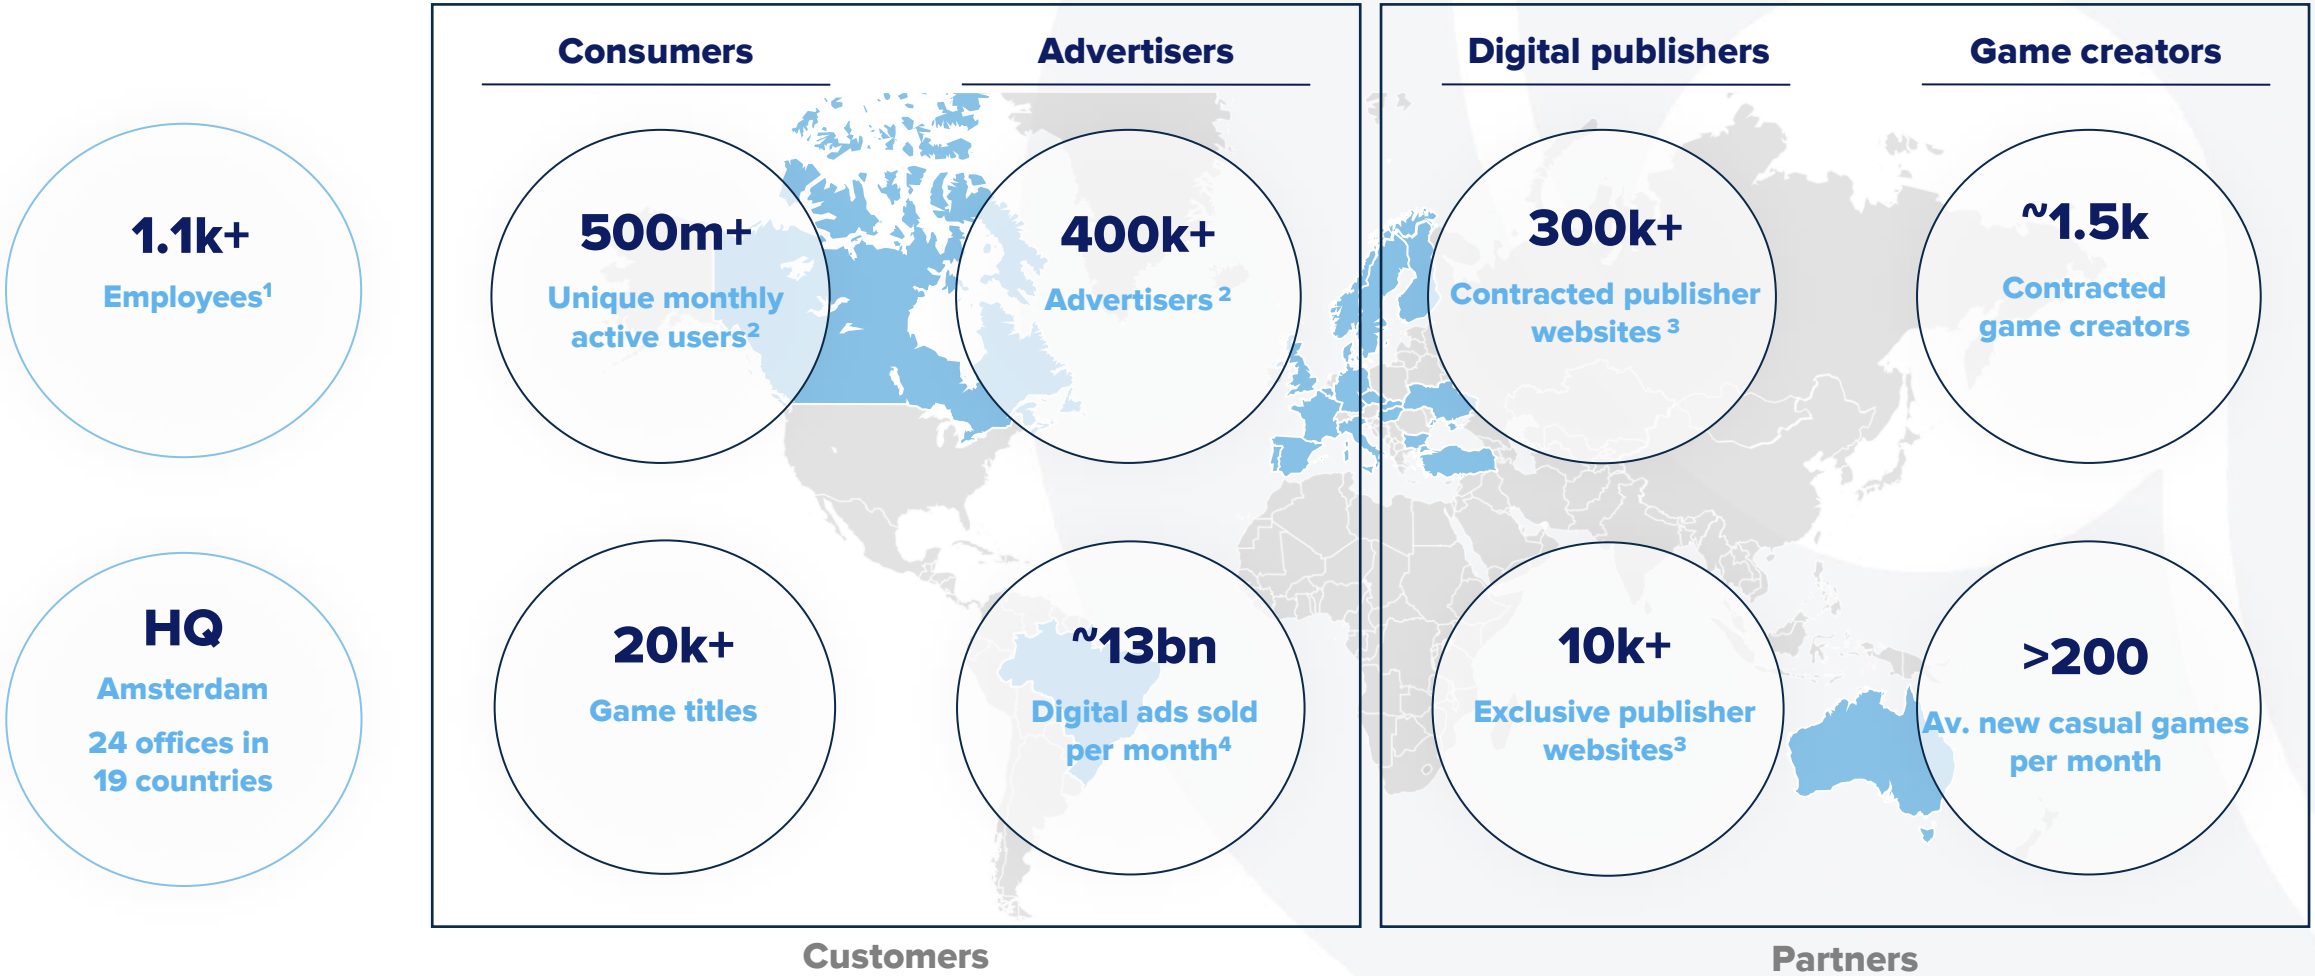 1.1k+
Employees¹
HQ
Amsterdam
24 offices in
19 countries
Consumers
500m+
Unique monthly
active users²
20k+
Game titles
Advertisers
400k+
Advertisers ²
~13bn
Digital ads sold
per month⁴
Customers
Digital publishers
300k+
Contracted publisher
websites ³
10k+
Exclusive publisher
websites³
Game creators
~1.5k
Contracted
game creators
>200
Av. new casual games
per month
Partners